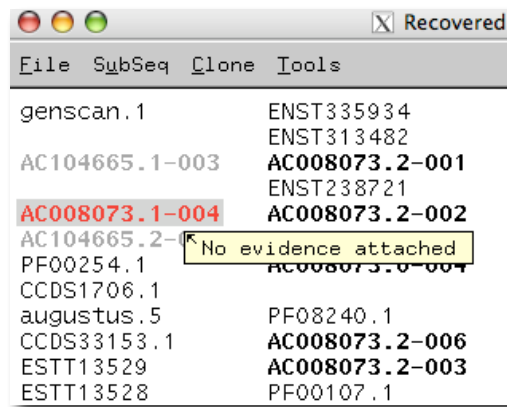 Recovered
File SubSeq Clone Tools
genscan.1 ENST335934
ENST313482
AC104665.1-003 AC008073.2-001
ENST238721
AC008073.1-004 AC008073.2-002
No evidence attached
PF00254.1
CCDS1706.1
augustus.5 PF08240.1
CCDS33153.1 AC008073.2-006
ESTT13529 AC008073.2-003
ESTT13528 PF00107.1